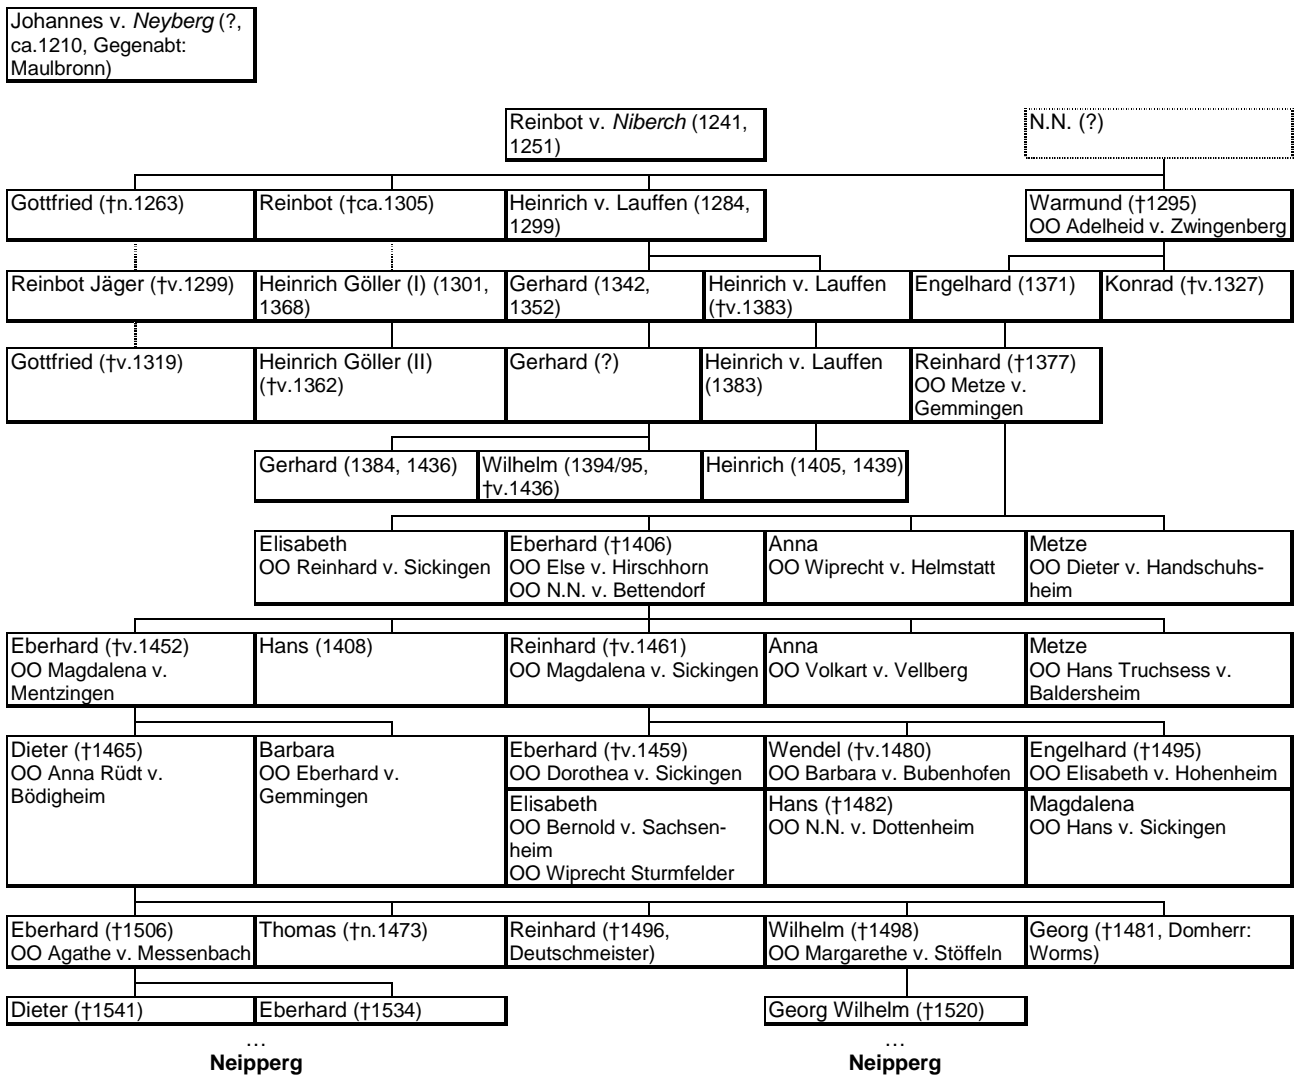 Johannes v. Neyberg (?,
ca.1210, Gegenabt:
Maulbronn)
Reinbot v. Niberch (1241,
1251)
N.N. (?)
Gottfried (†n.1263)
Reinbot (†ca.1305)
Heinrich v. Lauffen (1284,
1299)
Warmund (†1295)
OO Adelheid v. Zwingenberg
Reinbot Jäger (†v.1299)
Heinrich Göller (I) (1301,
1368)
Gerhard (1342,
1352)
Heinrich v. Lauffen
(†v.1383)
Engelhard (1371)
Konrad (†v.1327)
Gottfried (†v.1319)
Heinrich Göller (II)
(†v.1362)
Gerhard (?)
Heinrich v. Lauffen
(1383)
Reinhard (†1377)
OO Metze v.
Gemmingen
Gerhard (1384, 1436)
Wilhelm (1394/95,
†v.1436)
Heinrich (1405, 1439)
Elisabeth
OO Reinhard v. Sickingen
Eberhard (†1406)
OO Else v. Hirschhorn
OO N.N. v. Bettendorf
Anna
OO Wiprecht v. Helmstatt
Metze
OO Dieter v. Handschuhs-
heim
Eberhard (†v.1452)
OO Magdalena v.
Mentzingen
Hans (1408)
Reinhard (†v.1461)
OO Magdalena v. Sickingen
Anna
OO Volkart v. Vellberg
Metze
OO Hans Truchsess v.
Baldersheim
Dieter (†1465)
OO Anna Rüdt v.
Bödigheim
Barbara
OO Eberhard v.
Gemmingen
Eberhard (†v.1459)
OO Dorothea v. Sickingen
Wendel (†v.1480)
OO Barbara v. Bubenhofen
Engelhard (†1495)
OO Elisabeth v. Hohenheim
Elisabeth
OO Bernold v. Sachsen-
heim
OO Wiprecht Sturmfelder
Hans (†1482)
OO N.N. v. Dottenheim
Magdalena
OO Hans v. Sickingen
Eberhard (†1506)
OO Agathe v. Messenbach
Thomas (†n.1473)
Reinhard (†1496,
Deutschmeister)
Wilhelm (†1498)
OO Margarethe v. Stöffeln
Georg (†1481, Domherr:
Worms)
Dieter (†1541)
Eberhard (†1534)
Georg Wilhelm (†1520)
…
Neipperg
…
Neipperg